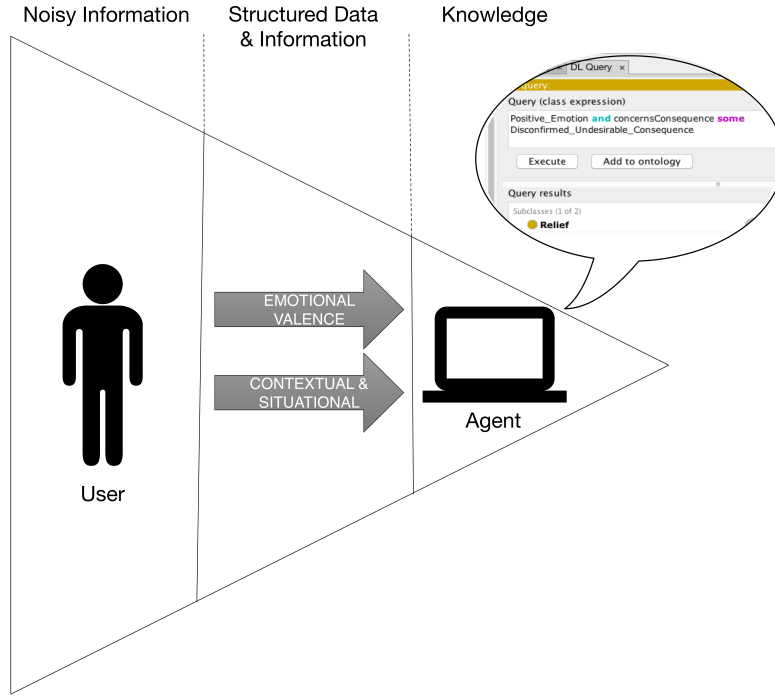 Noisy Information
Structured Data
& Information
Knowledge
DL Query ×
query:
Query (class expression)
Positive_Emotion and concernsConsequence some
Disconfirmed_Undesirable_Consequence
Execute
Add to ontology
Query results
Subclasses (1 of 2)
Relief
EMOTIONAL
VALENCE
CONTEXTUAL &
SITUATIONAL
Agent
User